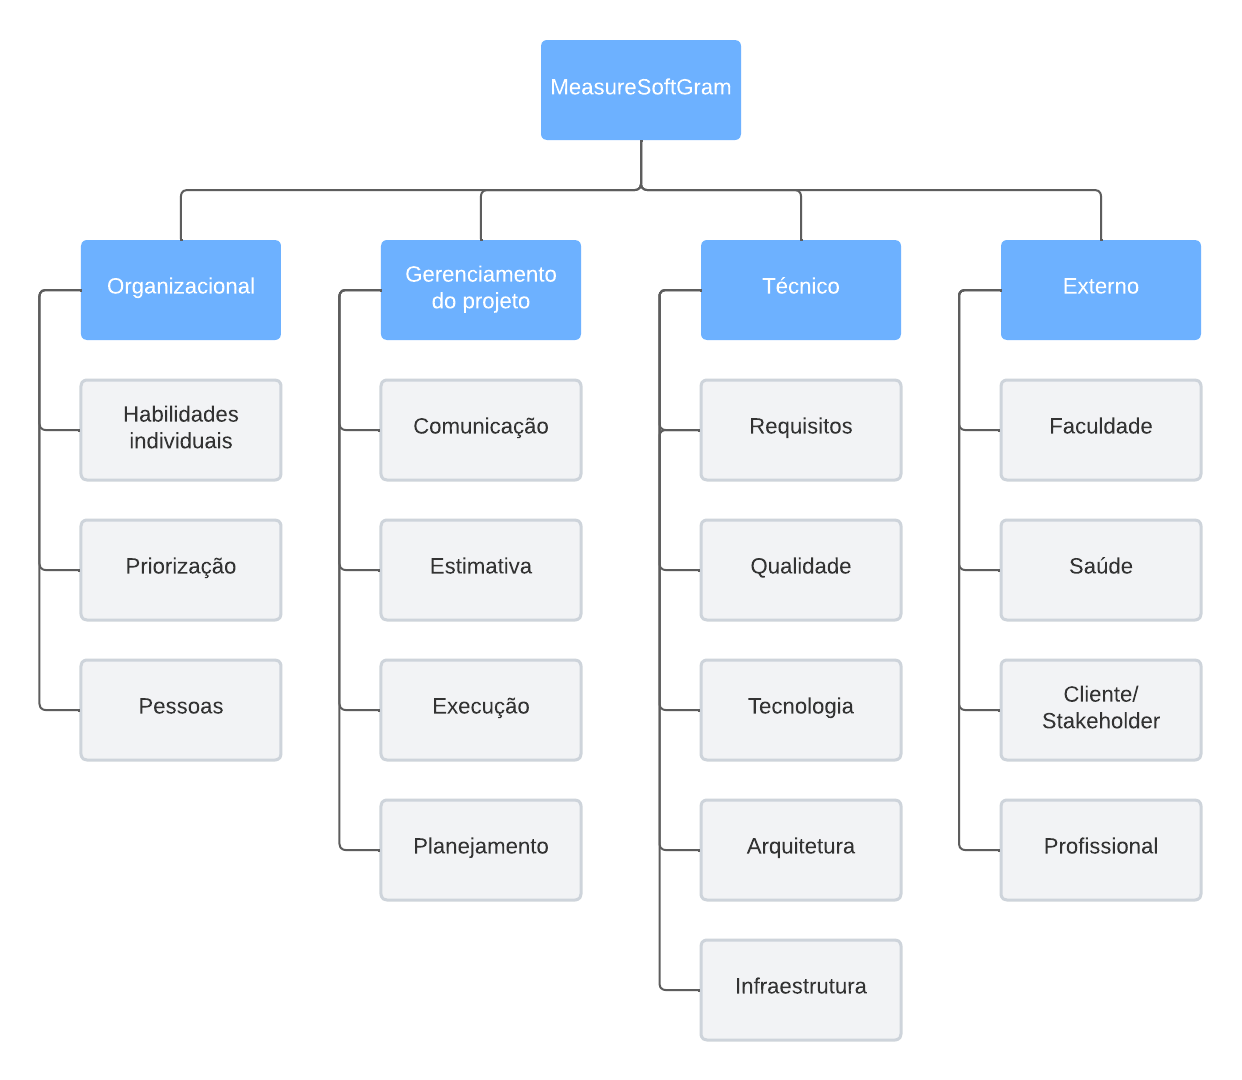 MeasureSoftGram
Organizacional
Gerenciamento
do projeto
Técnico
Externo
Habilidades
individuais
Comunicação
Requisitos
Faculdade
Priorização
Estimativa
Qualidade
Saúde
Pessoas
Execução
Tecnologia
Cliente/
Stakeholder
Planejamento
Arquitetura
Profissional
Infraestrutura